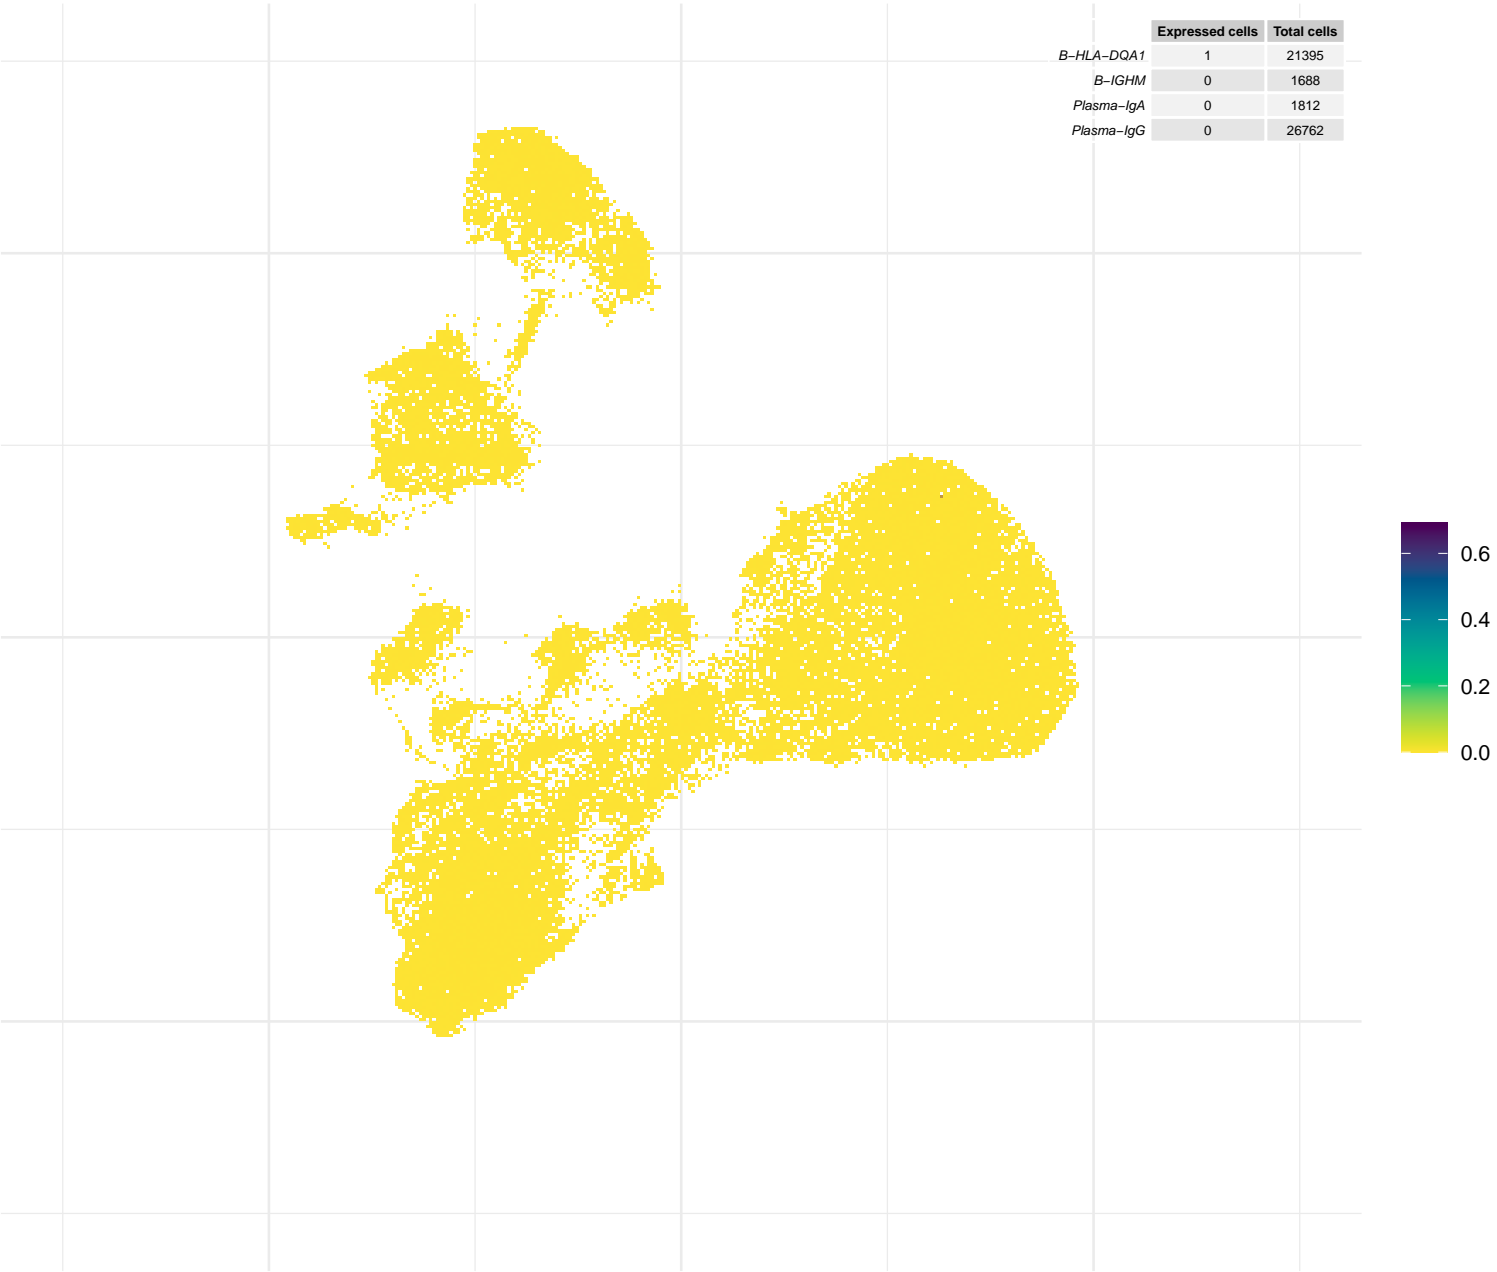 Expressed cells Total cells
B−HLA−DQA1 1 21395
B−IGHM 0 1688
Plasma−IgA 0 1812
Plasma−IgG 0 26762
0.6
0.4
0.2
0.0